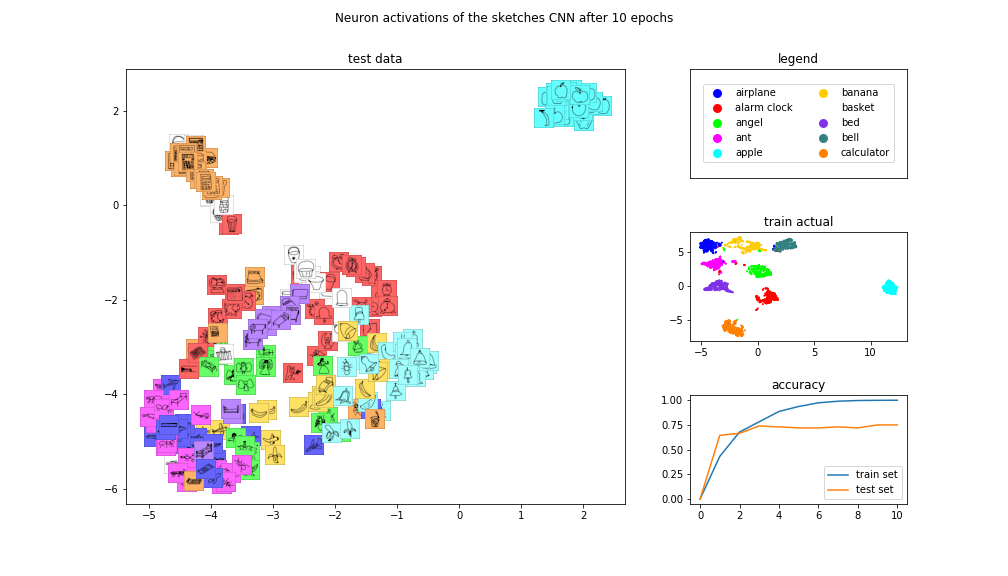 Neuron activations of the sketches CNN after 10 epochs
test data
2
0
−2
−4
−6
−5
−4
−3
−2
−1
0
1
2
legend
airplane
alarm clock
angel
ant
apple
banana
basket
bed
bell
calculator
train actual
5
0
−5
−5
0
5
10
accuracy
1.00
0.75
0.50
0.25
0.00
train set
test set
0
2
4
6
8
10